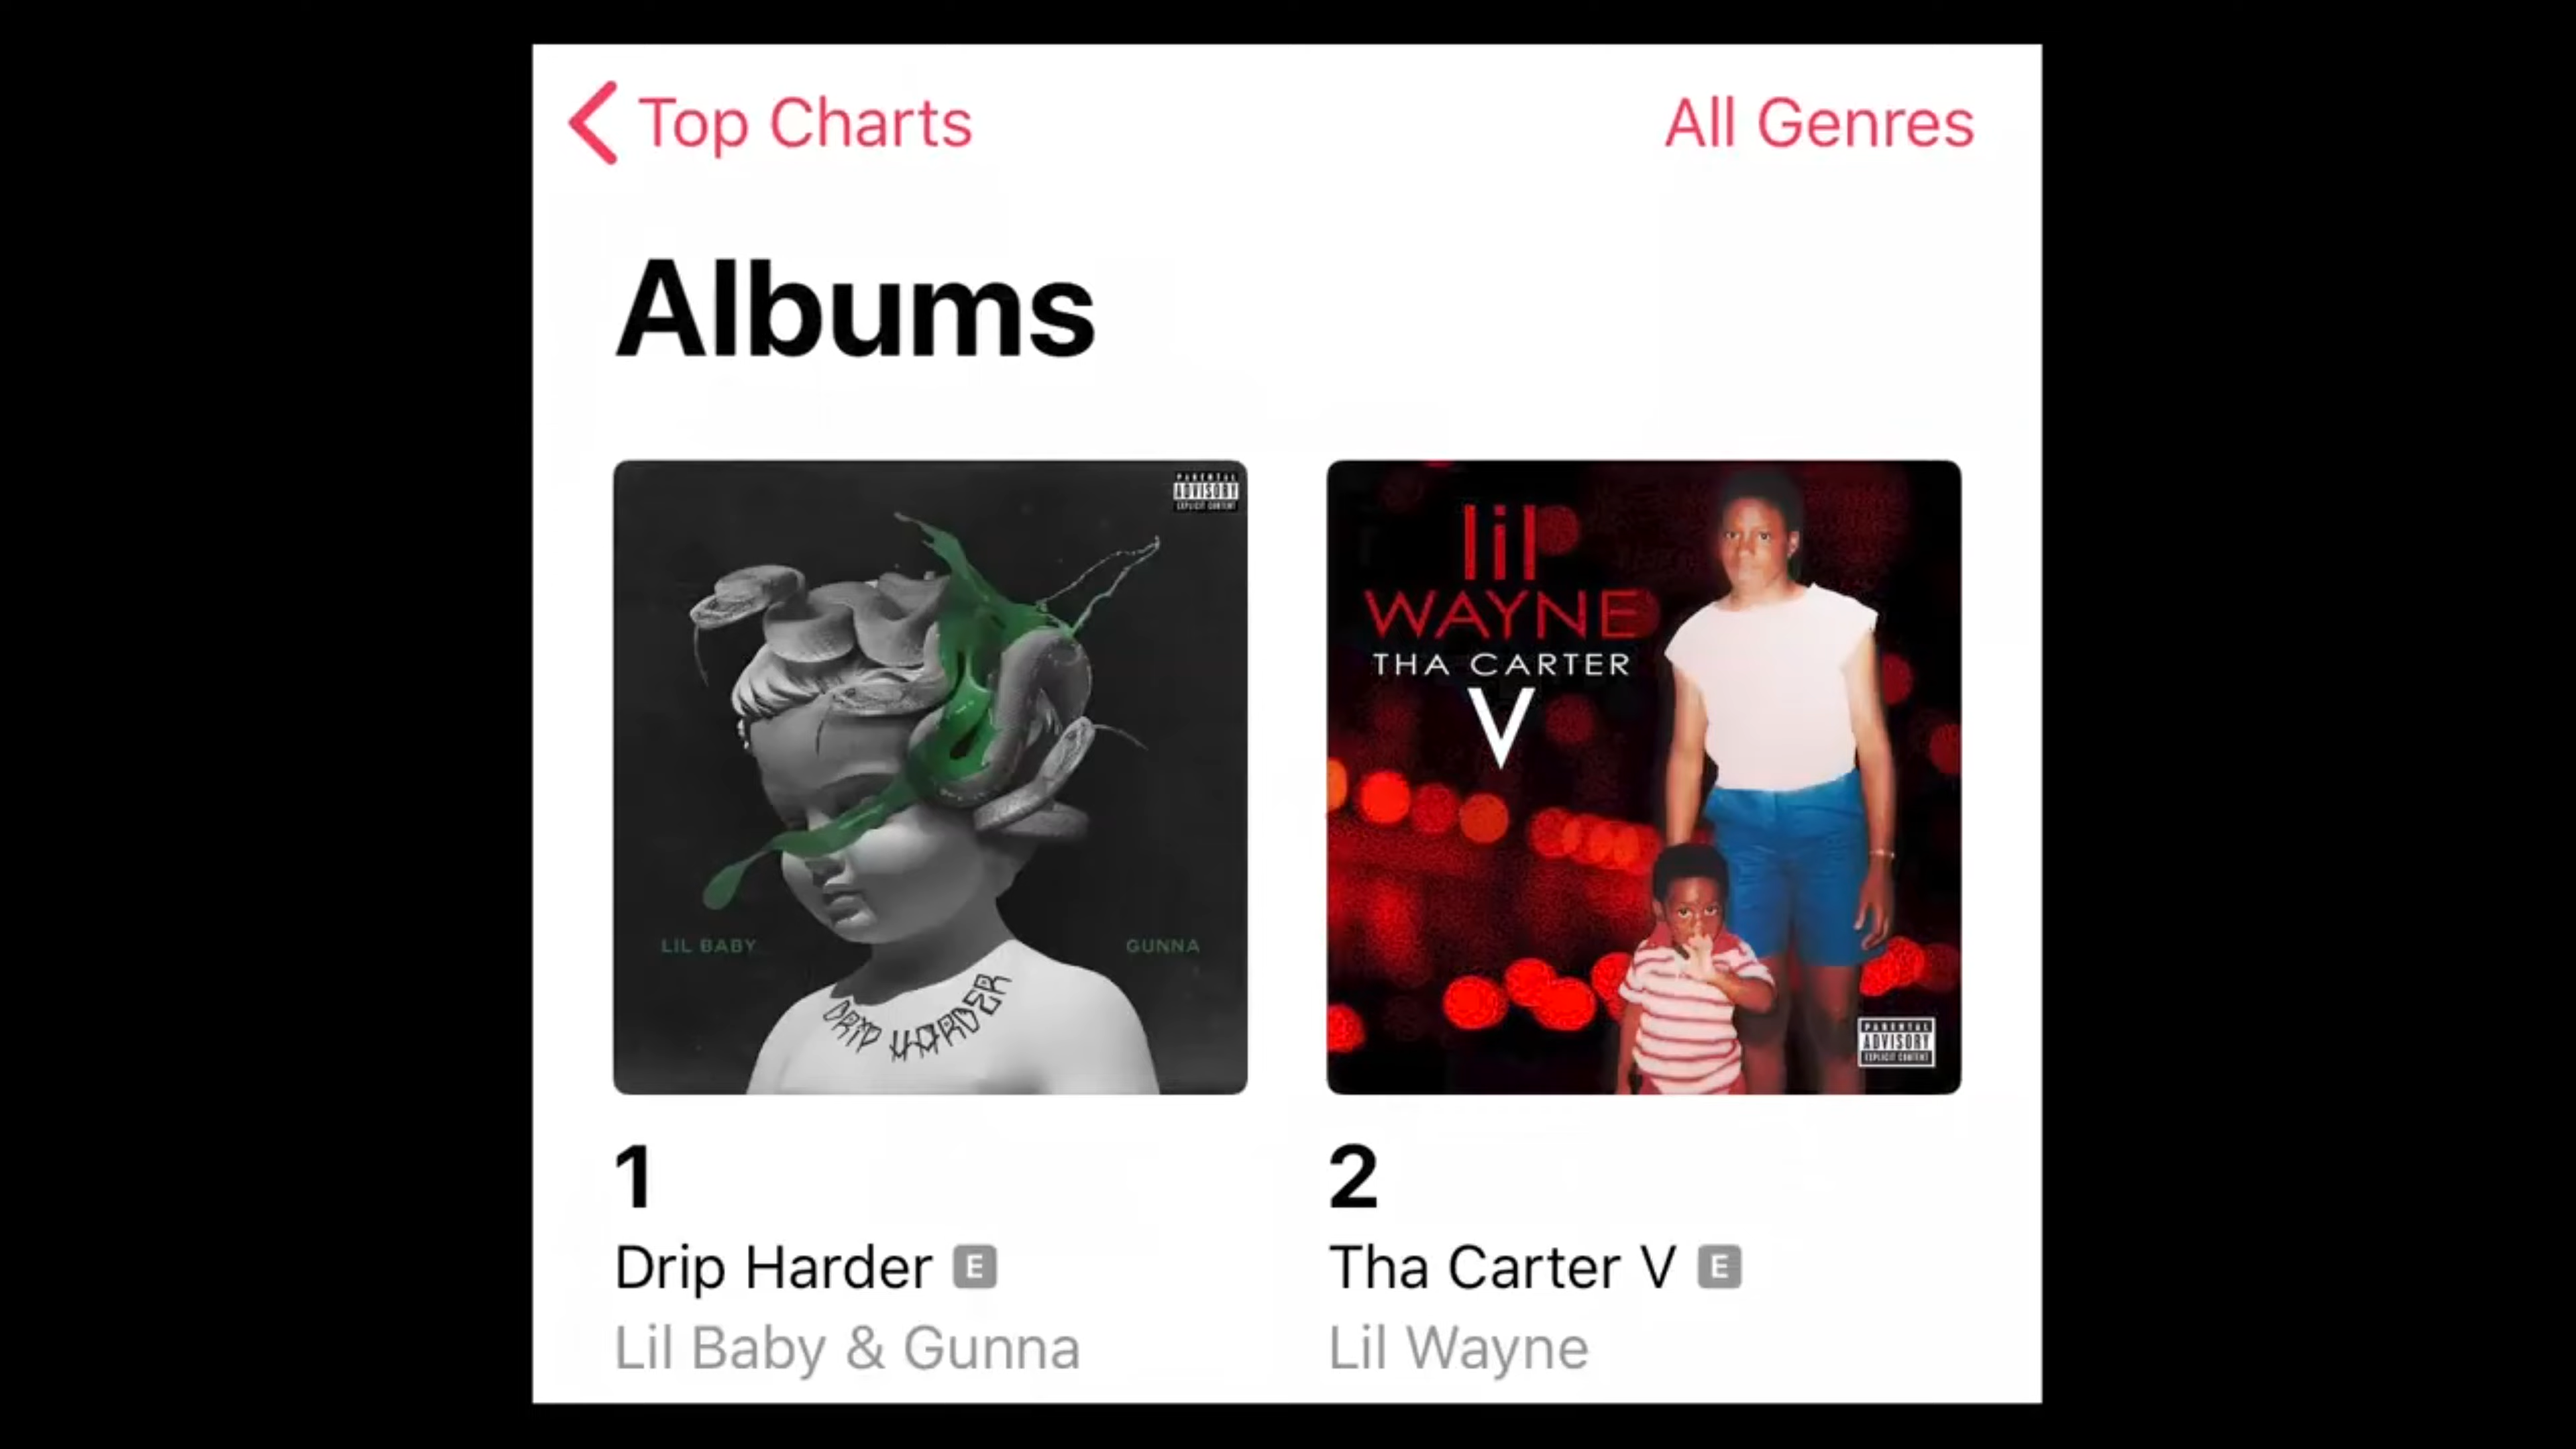 Top Charts
All Genres
Albums
PARENTAL
ADVISORY
EXPLICIT CONTENT
LIL BABY
GUNNA
DRIP HARDER
lil
WAYNE
THA CARTER
V
PARENTAL
ADVISORY
EXPLICIT CONTENT
1
Drip Harder E
Lil Baby & Gunna
2
Tha Carter V E
Lil Wayne